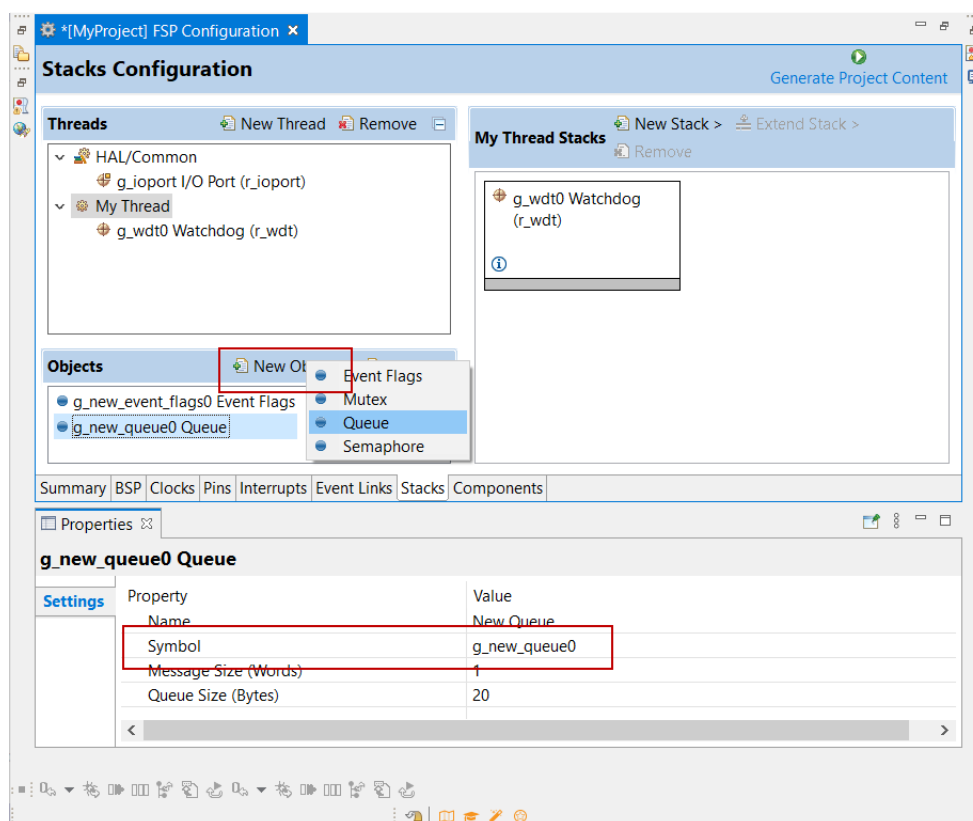 *[MyProject] FSP Configuration
Stacks Configuration
Generate Project Content
Threads
New Thread
Remove
HAL/Common
g_ioport I/O Port (r_ioport)
My Thread
g_wdt0 Watchdog (r_wdt)
My Thread Stacks
New Stack >
Extend Stack >
Remove
g_wdt0 Watchdog
(r_wdt)
Objects
New
g_new_event_flags0 Event Flags
g_new_queue0 Queue
Event Flags
Mutex
Queue
Semaphore
Summary BSP Clocks Pins Interrupts Event Links Stacks Components
Properties
g_new_queue0 Queue
Settings
Property Value
Name New Queue
Symbol g_new_queue0
Message Size (Words) 1
Queue Size (Bytes) 20